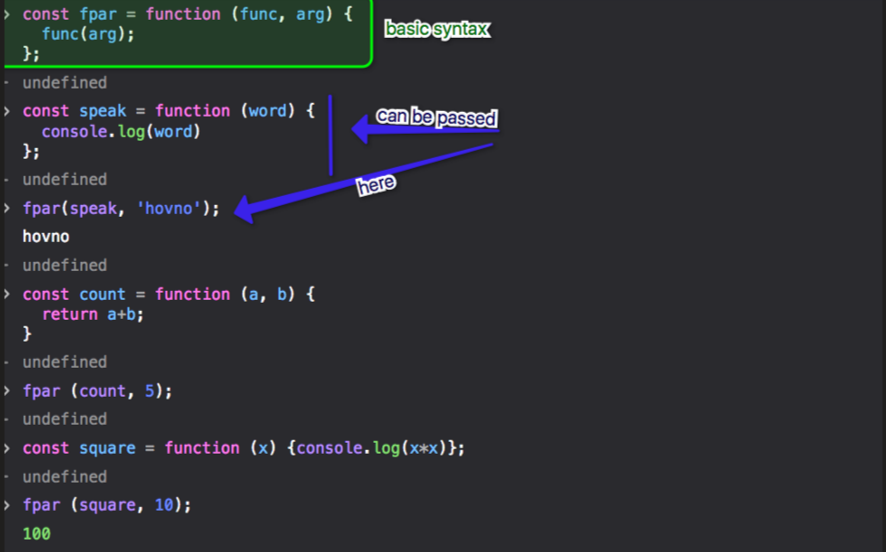 › const fpar = function (func, arg) { basic syntax
func(arg);
};
‹ undefined
› const speak = function (word) {
can be passed
console.log(word)
};
‹ undefined
here
› fpar(speak, 'hovno');
hovno
‹ undefined
› const count = function (a, b) {
return a+b;
}
‹ undefined
› fpar (count, 5);
‹ undefined
› const square = function (x) {console.log(x*x)};
‹ undefined
› fpar (square, 10);
100